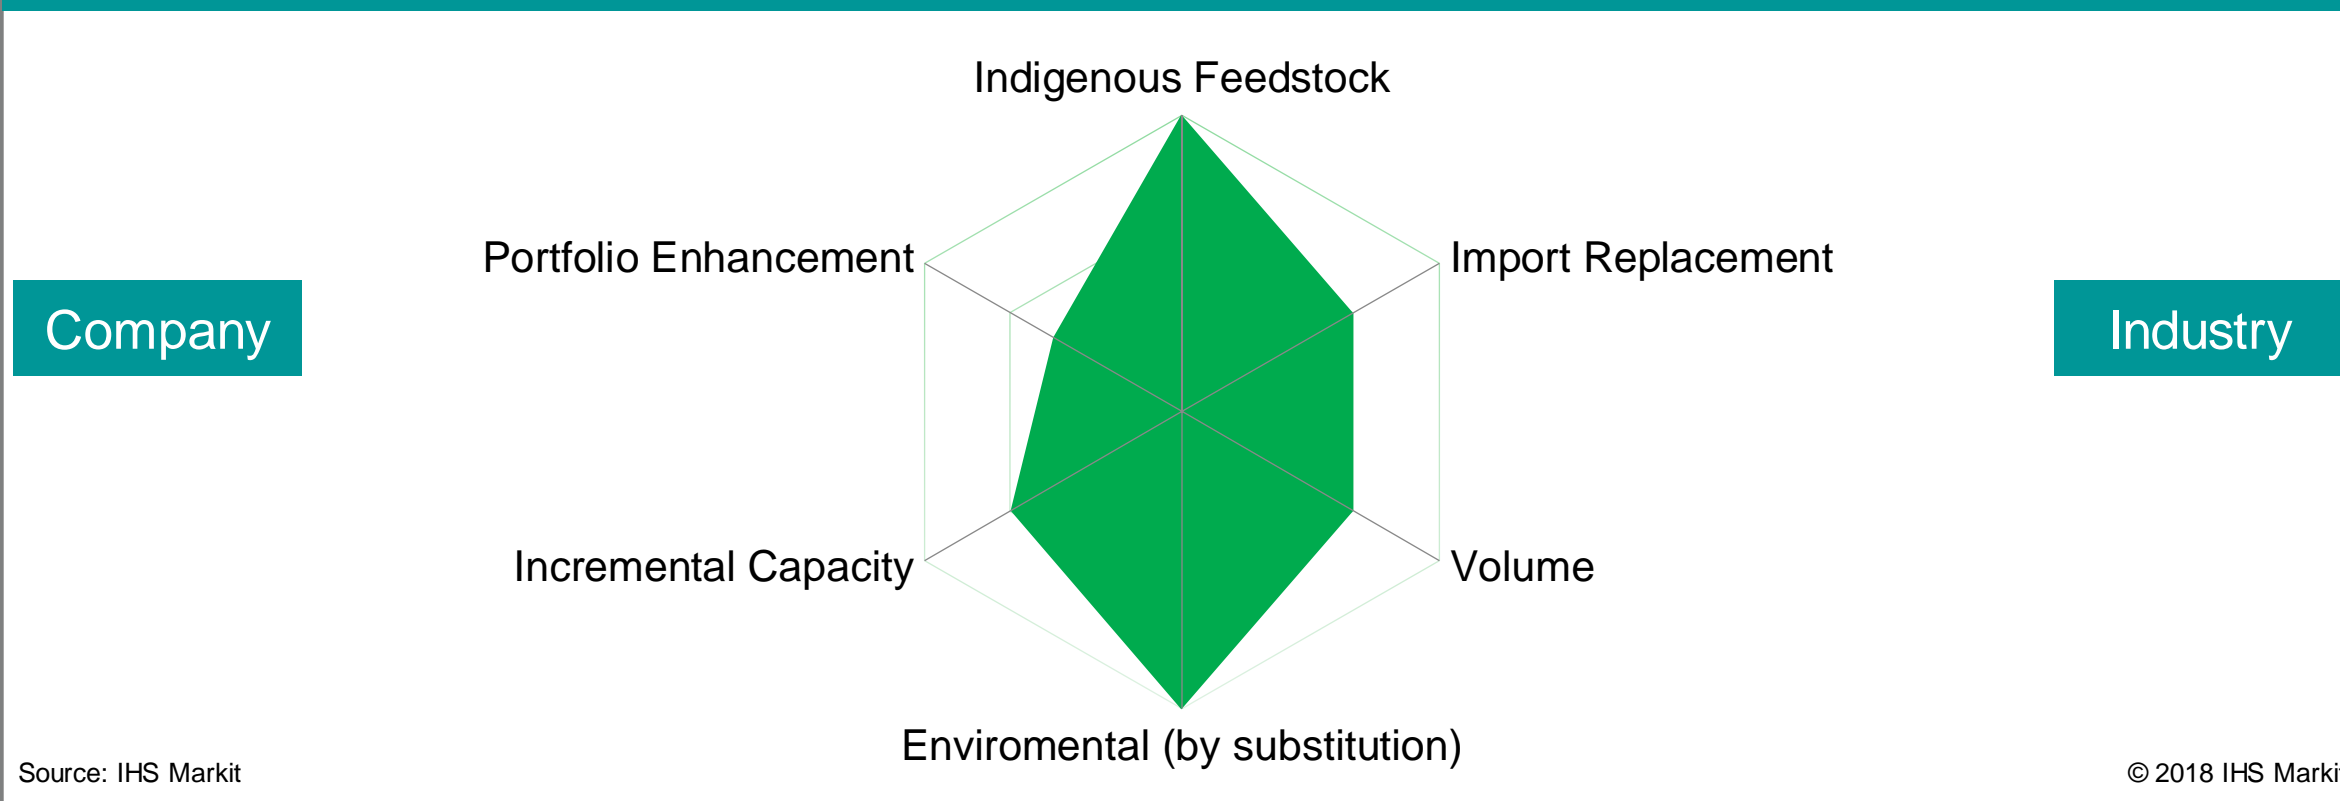 Indigenous Feedstock
Portfolio Enhancement
Import Replacement
Company
Industry
Incremental Capacity
Volume
Enviromental (by substitution)
Source: IHS Markit
© 2018 IHS Markit